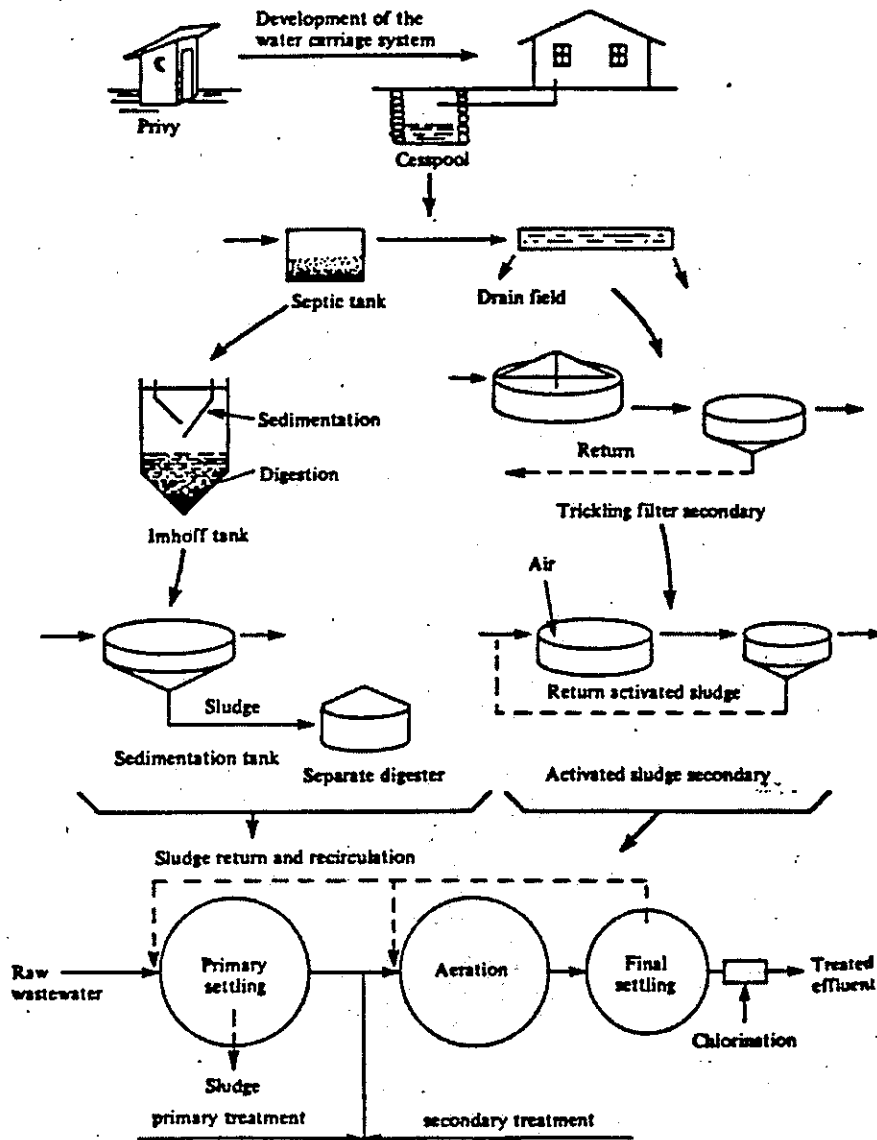 Development of the
water carriage system
Privy
Cesspool
Septic tank
Drain field
Sedimentation
Digestion
Return
Imhoff tank
Trickling filter secondary
Air
Sludge
Return activated sludge
Sedimentation tank
Separate digester
Activated sludge secondary
Sludge return and recirculation
Raw
wastewater
Primary
settling
Aeration
Final
settling
Treated
effluent
Chlorination
Sludge
primary treatment
secondary treatment